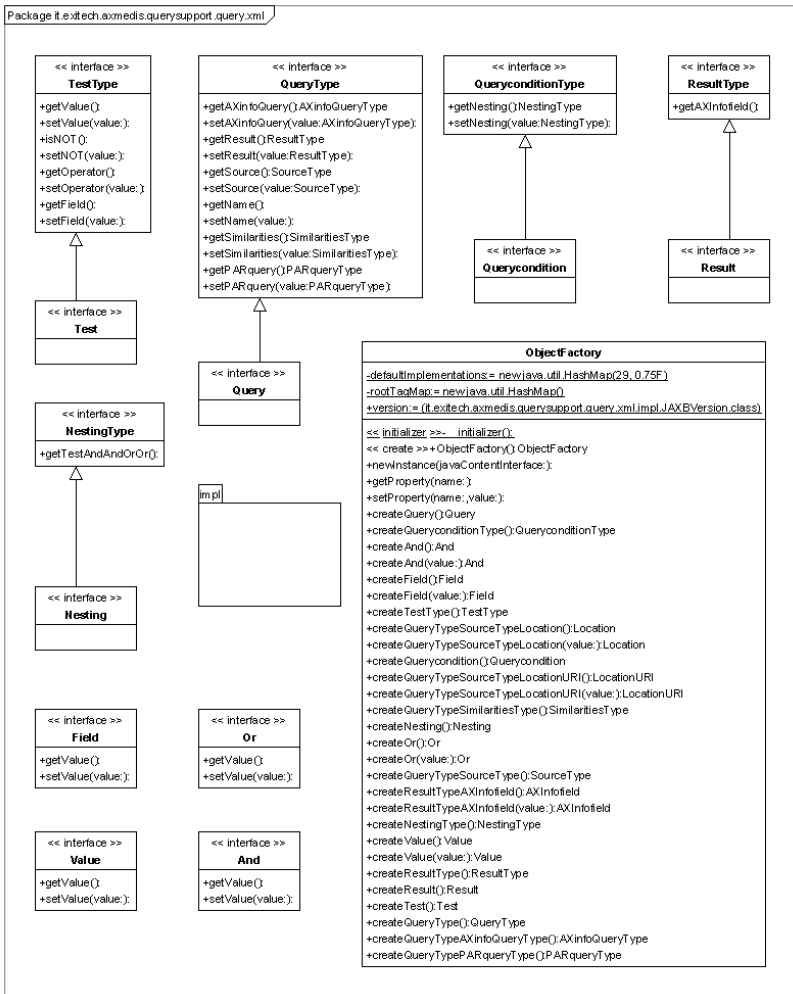 Package it.exitech.axmedis.querysupport.query.xml
<< interface >>
TestType
+getValue():
+setValue(value:):
+isNOT():
+setNOT(value:):
+getOperator():
+setOperator(value:):
+getField():
+setField(value:):
<< interface >>
QueryType
+getAXinfoQuery():AXinfoQueryType
+setAXinfoQuery(value:AXinfoQueryType):
+getResult():ResultType
+setResult(value:ResultType):
+getSource():SourceType
+setSource(value:SourceType):
+getName():
+setName(value:):
+getSimilarities():SimilaritiesType
+setSimilarities(value:SimilaritiesType):
+getPARquery():PARqueryType
+setPARquery(value:PARqueryType):
<< interface >>
QueryconditionType
+getNesting():NestingType
+setNesting(value:NestingType):
<< interface >>
ResultType
+getAXInfofield():
<< interface >>
Querycondition
<< interface >>
Result
<< interface >>
Test
<< interface >>
Query
<< interface >>
NestingType
+getTestAndAndOrOr():
impl
<< interface >>
Nesting
ObjectFactory
-defaultImplementations:= new java.util.HashMap(29, 0.75F)
-rootTagMap:= new java.util.HashMap()
+version:= (it.exitech.axmedis.querysupport.query.xml.impl.JAXBVersion.class)
<< initializer >>-__initializer():
<< create >>+ObjectFactory():ObjectFactory
+newInstance(javaContentInterface:):
+getProperty(name:):
+setProperty(name:,value:):
+createQuery():Query
+createQueryconditionType():QueryconditionType
+createAnd():And
+createAnd(value:):And
+createField():Field
+createField(value:):Field
+createTestType():TestType
+createQueryTypeSourceTypeLocation():Location
+createQueryTypeSourceTypeLocation(value:):Location
+createQuerycondition():Querycondition
+createQueryTypeSourceTypeLocationURI():LocationURI
+createQueryTypeSourceTypeLocationURI(value:):LocationURI
+createQueryTypeSimilaritiesType():SimilaritiesType
+createNesting():Nesting
+createOr():Or
+createOr(value:):Or
+createQueryTypeSourceType():SourceType
+createResultTypeAXInfofield():AXInfofield
+createResultTypeAXInfofield(value:):AXInfofield
+createNestingType():NestingType
+createValue():Value
+createValue(value:):Value
+createResultType():ResultType
+createResult():Result
+createTest():Test
+createQueryType():QueryType
+createQueryTypeAXinfoQueryType():AXinfoQueryType
+createQueryTypePARqueryType():PARqueryType
<< interface >>
Field
+getValue():
+setValue(value:):
<< interface >>
Or
+getValue():
+setValue(value:):
<< interface >>
Value
+getValue():
+setValue(value:):
<< interface >>
And
+getValue():
+setValue(value:):